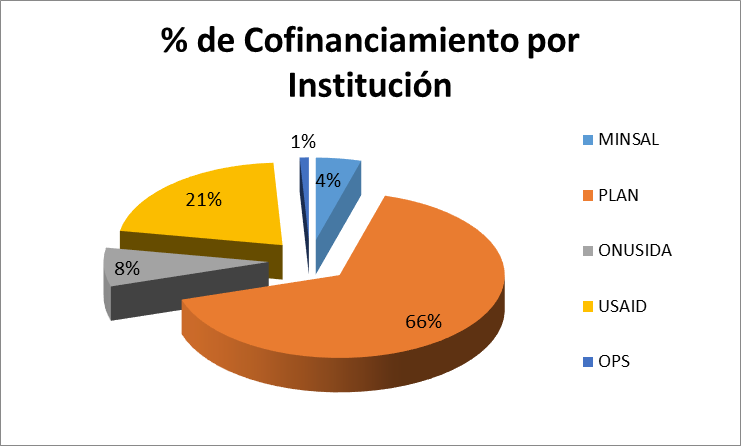 % de Cofinanciamiento por
Institución
1%
4%
21%
8%
66%
MINSAL
PLAN
ONUSIDA
USAID
OPS